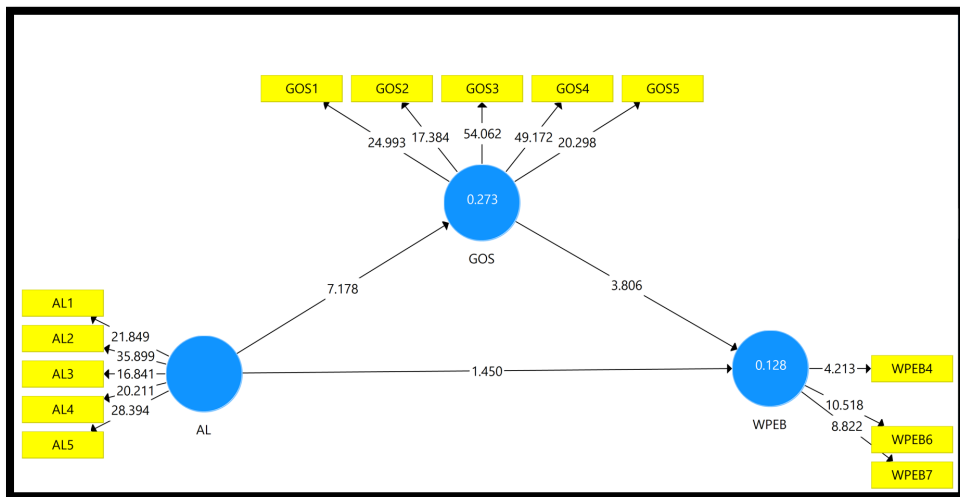 GOS1 GOS2 GOS3 GOS4 GOS5
24.993 17.384 54.062 49.172 20.298
0.273
GOS
7.178 3.806
AL1
21.849
AL2
35.899
AL3 16.841
20.211
AL4
28.394
AL5
AL
1.450
0.128
WPEB
4.213 WPEB4
10.518
8.822
WPEB6
WPEB7